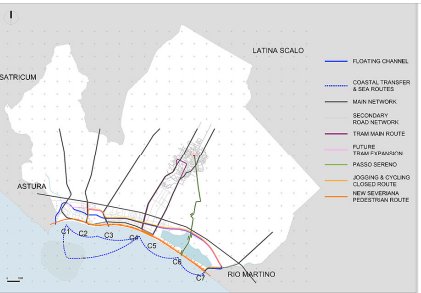 I
LATINA SCALO
SATRICUM
FLOATING CHANNEL
COASTAL TRANSFER
& SEA ROUTES
MAIN NETWORK
SECONDARY
ROAD NETWORK
TRAM MAIN ROUTE
FUTURE
TRAM EXPANSION
PASSO SERENO
JOGGING & CYCLING
CLOSED ROUTE
NEW SEVERIANA
PEDESTRIAN ROUTE
ASTURA
C1
C2
C3
C4
C5
C6
C7
RIO MARTINO